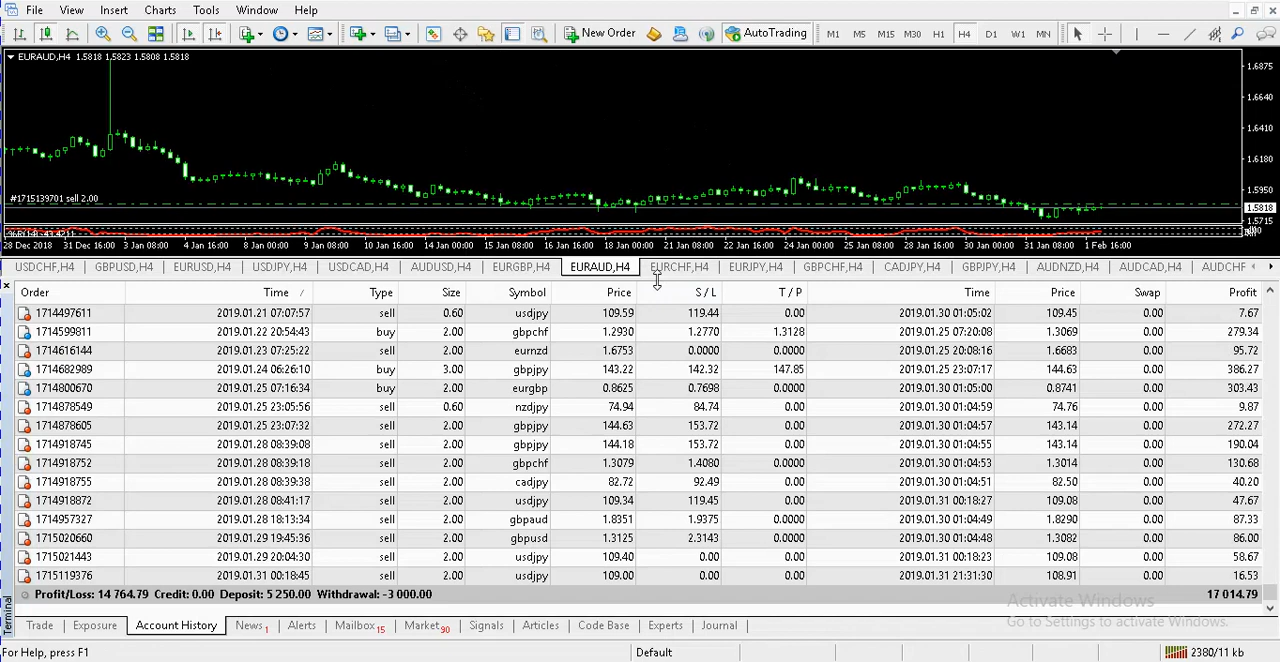 File View Insert Charts Tools Window Help
New Order AutoTrading M1 M5 M15 M30 H1 H4 D1 W1 MN
EURAUD,H4 1.5818 1.5823 1.5808 1.5818
1.6875
1.6640
1.6410
1.6180
1.5950
#1715139701 sell 2.00
1.5818
1.5715
28 Dec 2018 31 Dec 16:00 3 Jan 08:00 4 Jan 16:00 8 Jan 00:00 9 Jan 08:00 10 Jan 16:00 14 Jan 00:00 15 Jan 08:00 16 Jan 16:00 18 Jan 00:00 21 Jan 08:00 22 Jan 16:00 24 Jan 00:00 25 Jan 08:00 28 Jan 16:00 30 Jan 00:00 31 Jan 08:00 1 Feb 16:00
USDCHF,H4 GBPUSD,H4 EURUSD,H4 USDJPY,H4 USDCAD,H4 AUDUSD,H4 EURGBP,H4 EURAUD,H4 EURCHF,H4 EURJPY,H4 GBPCHF,H4 CADJPY,H4 GBPJPY,H4 AUDNZD,H4 AUDCAD,H4 AUDCHF
Order Time / Type Size Symbol Price S / L T / P Time Price Swap Profit
1714497611 2019.01.21 07:07:57 sell 0.60 usdjpy 109.59 119.44 0.00 2019.01.30 01:05:02 109.45 0.00 7.67
1714599811 2019.01.22 20:54:43 buy 2.00 gbpchf 1.2930 1.2770 1.3128 2019.01.25 07:20:08 1.3069 0.00 279.34
1714616144 2019.01.23 07:25:22 sell 2.00 eurnzd 1.6753 0.0000 0.0000 2019.01.25 20:08:16 1.6683 0.00 95.72
1714682989 2019.01.24 06:26:10 buy 3.00 gbpjpy 143.22 142.32 147.85 2019.01.25 23:07:17 144.63 0.00 386.27
1714800670 2019.01.25 07:16:34 buy 2.00 eurgbp 0.8625 0.7698 0.0000 2019.01.30 01:05:00 0.8741 0.00 303.43
1714878549 2019.01.25 23:05:56 sell 0.60 nzdjpy 74.94 84.74 0.00 2019.01.30 01:04:59 74.76 0.00 9.87
1714878605 2019.01.25 23:07:32 sell 2.00 gbpjpy 144.63 153.72 0.00 2019.01.30 01:04:57 143.14 0.00 272.27
1714918745 2019.01.28 08:39:08 sell 2.00 gbpjpy 144.18 153.72 0.00 2019.01.30 01:04:55 143.14 0.00 190.04
1714918752 2019.01.28 08:39:18 sell 2.00 gbpchf 1.3079 1.4080 0.0000 2019.01.30 01:04:53 1.3014 0.00 130.68
1714918755 2019.01.28 08:39:38 sell 2.00 cadjpy 82.72 92.49 0.00 2019.01.30 01:04:51 82.50 0.00 40.20
1714918872 2019.01.28 08:41:17 sell 2.00 usdjpy 109.34 119.45 0.00 2019.01.31 00:18:27 109.08 0.00 47.67
1714957327 2019.01.28 18:13:34 sell 2.00 gbpaud 1.8351 1.9375 0.0000 2019.01.30 01:04:49 1.8290 0.00 87.33
1715020660 2019.01.29 19:45:36 sell 2.00 gbpusd 1.3125 2.3143 0.0000 2019.01.30 01:04:48 1.3082 0.00 86.00
1715021443 2019.01.29 20:04:30 sell 2.00 usdjpy 109.40 0.00 0.00 2019.01.31 00:18:23 109.08 0.00 58.67
1715119376 2019.01.31 00:18:45 sell 2.00 usdjpy 109.00 0.00 0.00 2019.01.31 21:31:30 108.91 0.00 16.53
Profit/Loss: 14 764.79 Credit: 0.00 Deposit: 5 250.00 Withdrawal: -3 000.00 17 014.79
Activate Windows
Go to Settings to activate Windows.
Terminal
Trade Exposure Account History News 1 Alerts Mailbox 15 Market 90 Signals Articles Code Base Experts Journal
For Help, press F1 Default 2380/11 kb